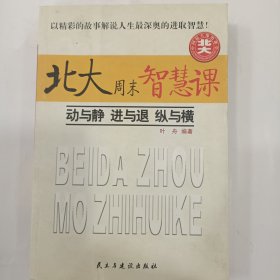 以精彩的故事解说人生最深奥的进取智慧!
北大
北大周末智慧课
动与静 进与退 纵与横
叶舟 编著
BEIDA ZHOU
MO ZHIHUIKE
民主与建设出版社